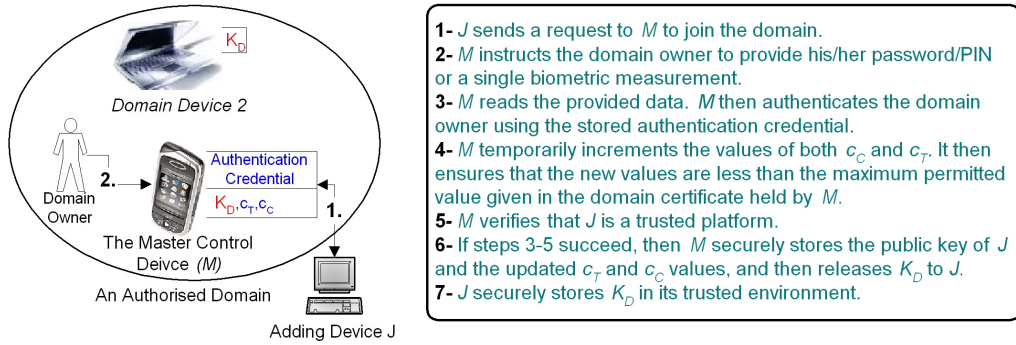 K_D
Domain Device 2
Domain
Owner
2.
Authentication
Credential
K_D,c_T,c_C
1.
The Master Control
Deivce (M)
An Authorised Domain
Adding Device J
1- J sends a request to M to join the domain.
2- M instructs the domain owner to provide his/her password/PIN
or a single biometric measurement.
3- M reads the provided data. M then authenticates the domain
owner using the stored authentication credential.
4- M temporarily increments the values of both c_C and c_T. It then
ensures that the new values are less than the maximum permitted
value given in the domain certificate held by M.
5- M verifies that J is a trusted platform.
6- If steps 3-5 succeed, then M securely stores the public key of J
and the updated c_T and c_C values, and then releases K_D to J.
7- J securely stores K_D in its trusted environment.